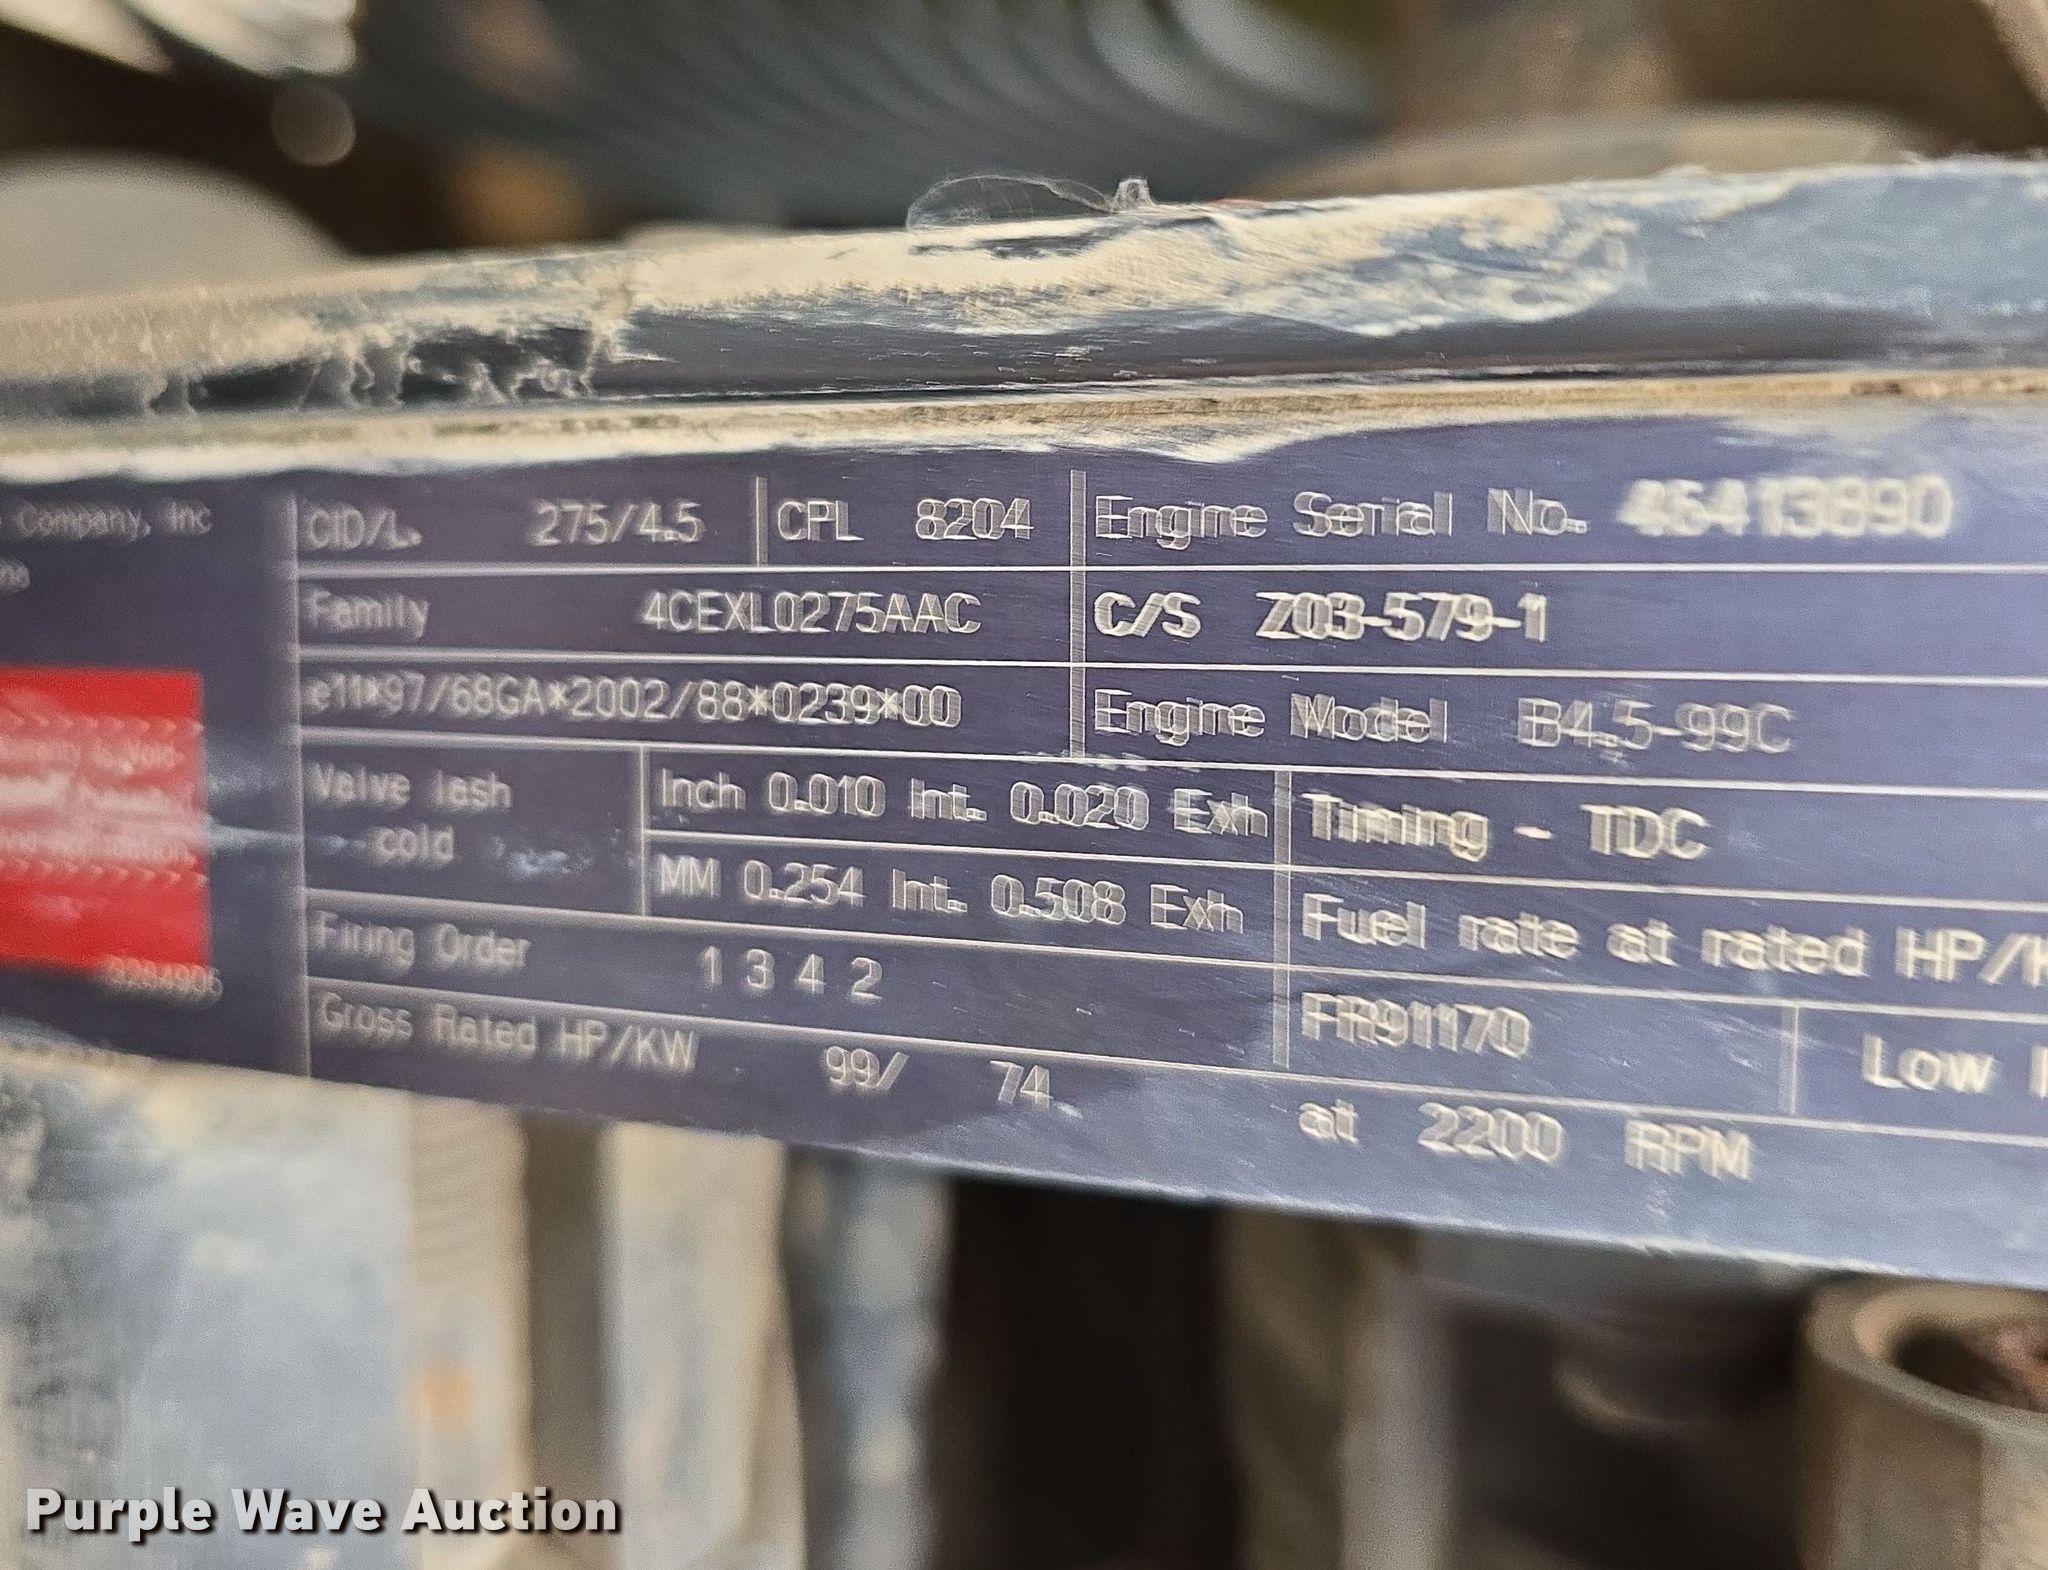 Company, Inc
CID/L. 275/4.5 CPL 8204 Engine Serial No. 46413890
Family 4CEXL0275AAC C/S Z03-579-1
e11*97/68GA*2002/88*0239*00 Engine Model B4.5-99C
Valve lash cold Inch 0.010 Int. 0.020 Exh Timing - TDC
MM 0.254 Int. 0.508 Exh Fuel rate at rated HP/K
Firing Order 1 3 4 2 FR91170 Low
Gross Rated HP/KW 99/ 74 at 2200 RPM
Purple Wave Auction